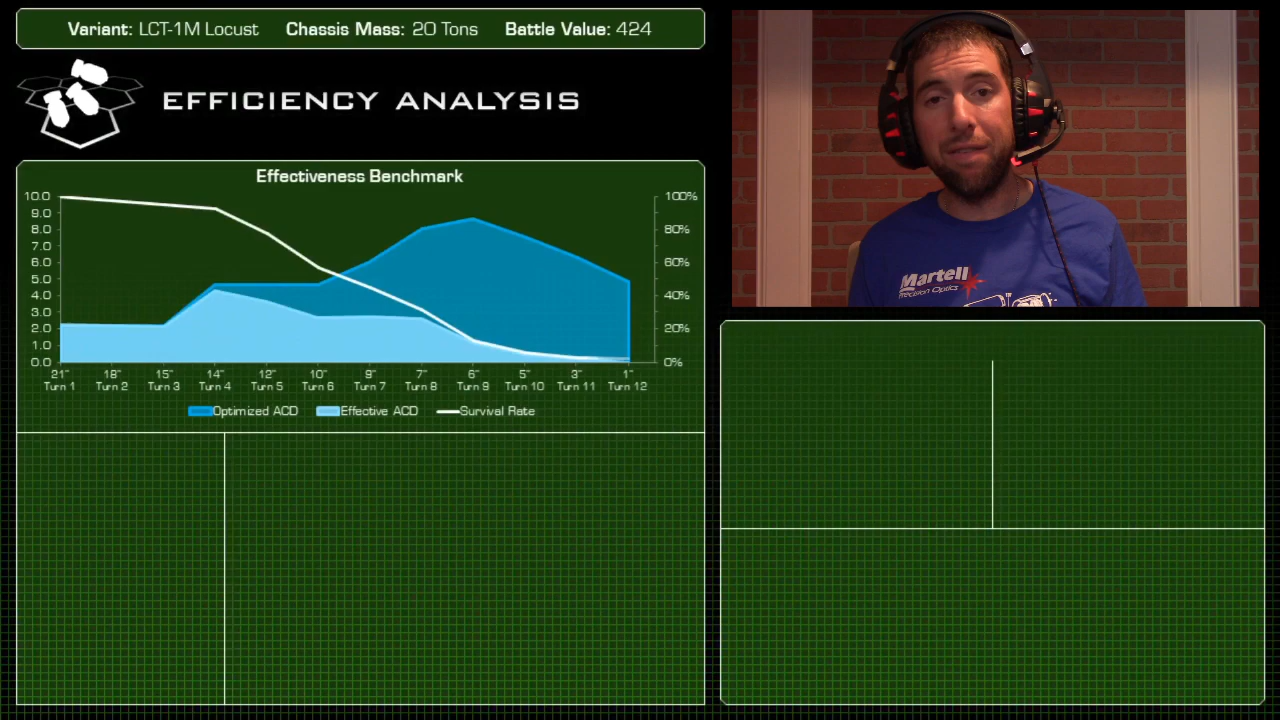 Variant: LCT-1M Locust Chassis Mass: 20 Tons Battle Value: 424
EFFICIENCY ANALYSIS
Effectiveness Benchmark
10.0
9.0
8.0
7.0
6.0
5.0
4.0
3.0
2.0
1.0
0.0
100%
80%
60%
40%
20%
0%
21" 18" 15" 14" 12" 10" 9" 7" 6" 5" 3" 1"
Turn 1 Turn 2 Turn 3 Turn 4 Turn 5 Turn 6 Turn 7 Turn 8 Turn 9 Turn 10 Turn 11 Turn 12
Optimized ACD Effective ACD Survival Rate
Martell
Precision Optics
TM